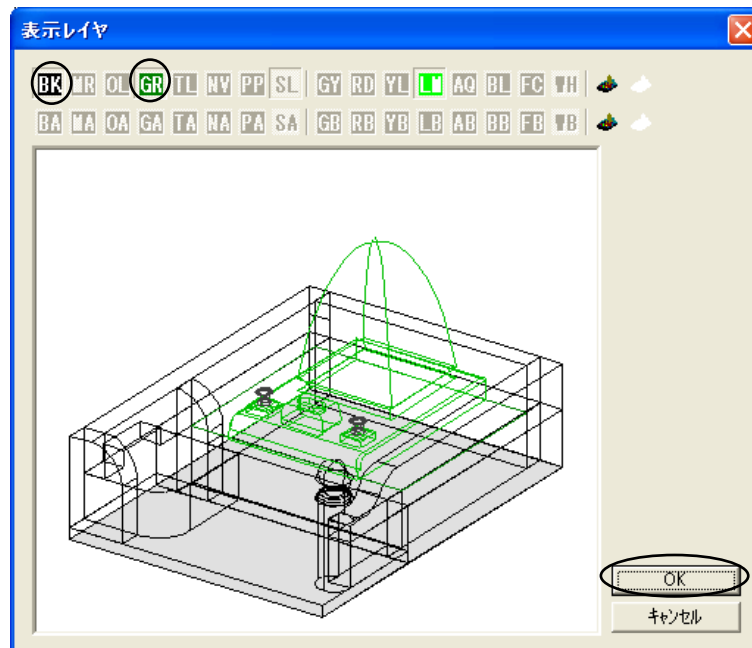 表示レイヤ
BK MR OL GR TL NV PP SL GY RD YL LM AQ BL FC WH
BA MA OA GA TA NA PA SA GB RB YB LB AB BB FB WB
OK
キャンセル